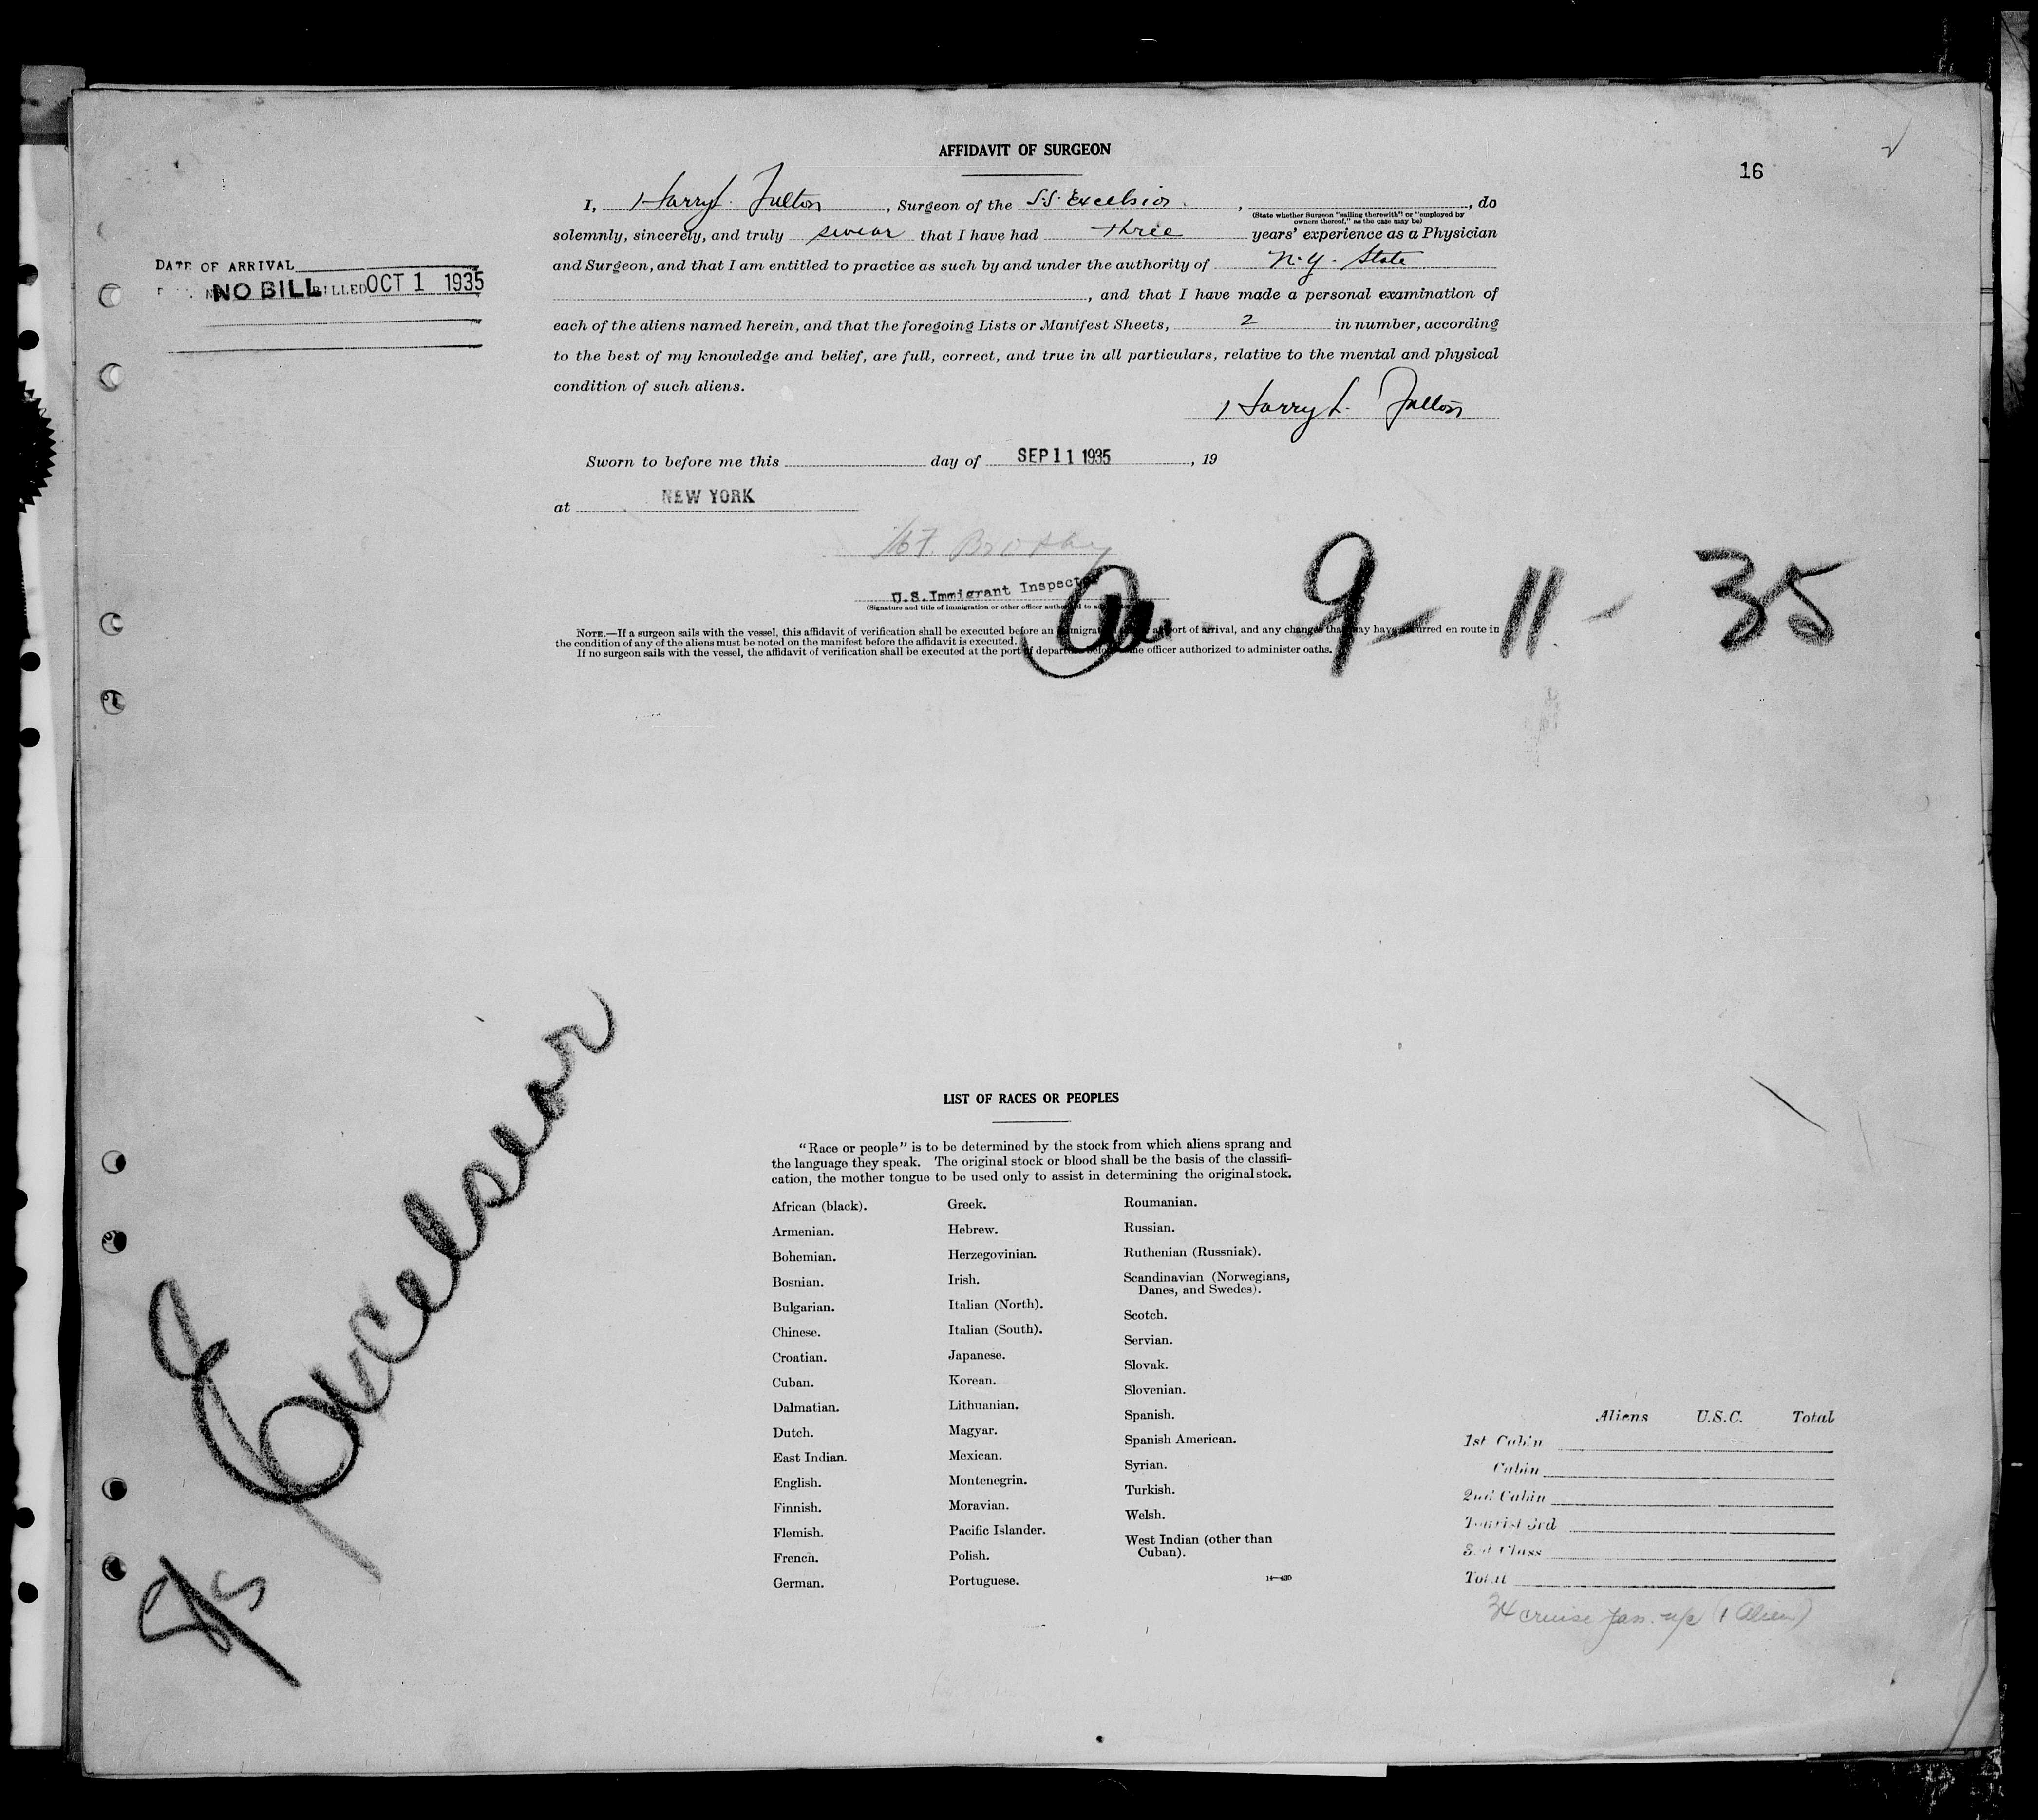 AFFIDAVIT OF SURGEON
16
I, Harry L. Fulton, Surgeon of the S.S. Excelsior, , do
(State whether Surgeon "sailing therewith" or "employed by
owners thereof," as the case may be)
solemnly, sincerely, and truly swear that I have had three years' experience as a Physician
and Surgeon, and that I am entitled to practice as such by and under the authority of N.Y. State
, and that I have made a personal examination of
each of the aliens named herein, and that the foregoing Lists or Manifest Sheets, 2 in number, according
to the best of my knowledge and belief, are full, correct, and true in all particulars, relative to the mental and physical
condition of such aliens.
Harry L. Fulton
DATE OF ARRIVAL
NO BILL BILLED OCT 1 1935
Sworn to before me this day of SEP 11 1935, 19
at NEW YORK
U.S. Immigrant Inspector
(Signature and title of immigration or other officer authorized to
9-11-35
NOTE.—If a surgeon sails with the vessel, this affidavit of verification shall be executed before an immigrat port of arrival, and any changes that may have occurred en route in
the condition of any of the aliens must be noted on the manifest before the affidavit is executed.
If no surgeon sails with the vessel, the affidavit of verification shall be executed at the port of departure before some officer authorized to administer oaths.
S/S Excelsior
LIST OF RACES OR PEOPLES
"Race or people" is to be determined by the stock from which aliens sprang and
the language they speak. The original stock or blood shall be the basis of the classifi-
cation, the mother tongue to be used only to assist in determining the original stock.
African (black).
Armenian.
Bohemian.
Bosnian.
Bulgarian.
Chinese.
Croatian.
Cuban.
Dalmatian.
Dutch.
East Indian.
English.
Finnish.
Flemish.
French.
German.
Greek.
Hebrew.
Herzegovinian.
Irish.
Italian (North).
Italian (South).
Japanese.
Korean.
Lithuanian.
Magyar.
Mexican.
Montenegrin.
Moravian.
Pacific Islander.
Polish.
Portuguese.
Roumanian.
Russian.
Ruthenian (Russniak).
Scandinavian (Norwegians,
Danes, and Swedes).
Scotch.
Servian.
Slovak.
Slovenian.
Spanish.
Spanish American.
Syrian.
Turkish.
Welsh.
West Indian (other than
Cuban).
Aliens U.S.C. Total
1st Cabin
Cabin
2nd Cabin
Tourist 3rd
3rd Class
Total
34 cruise pass. (1 Alien)